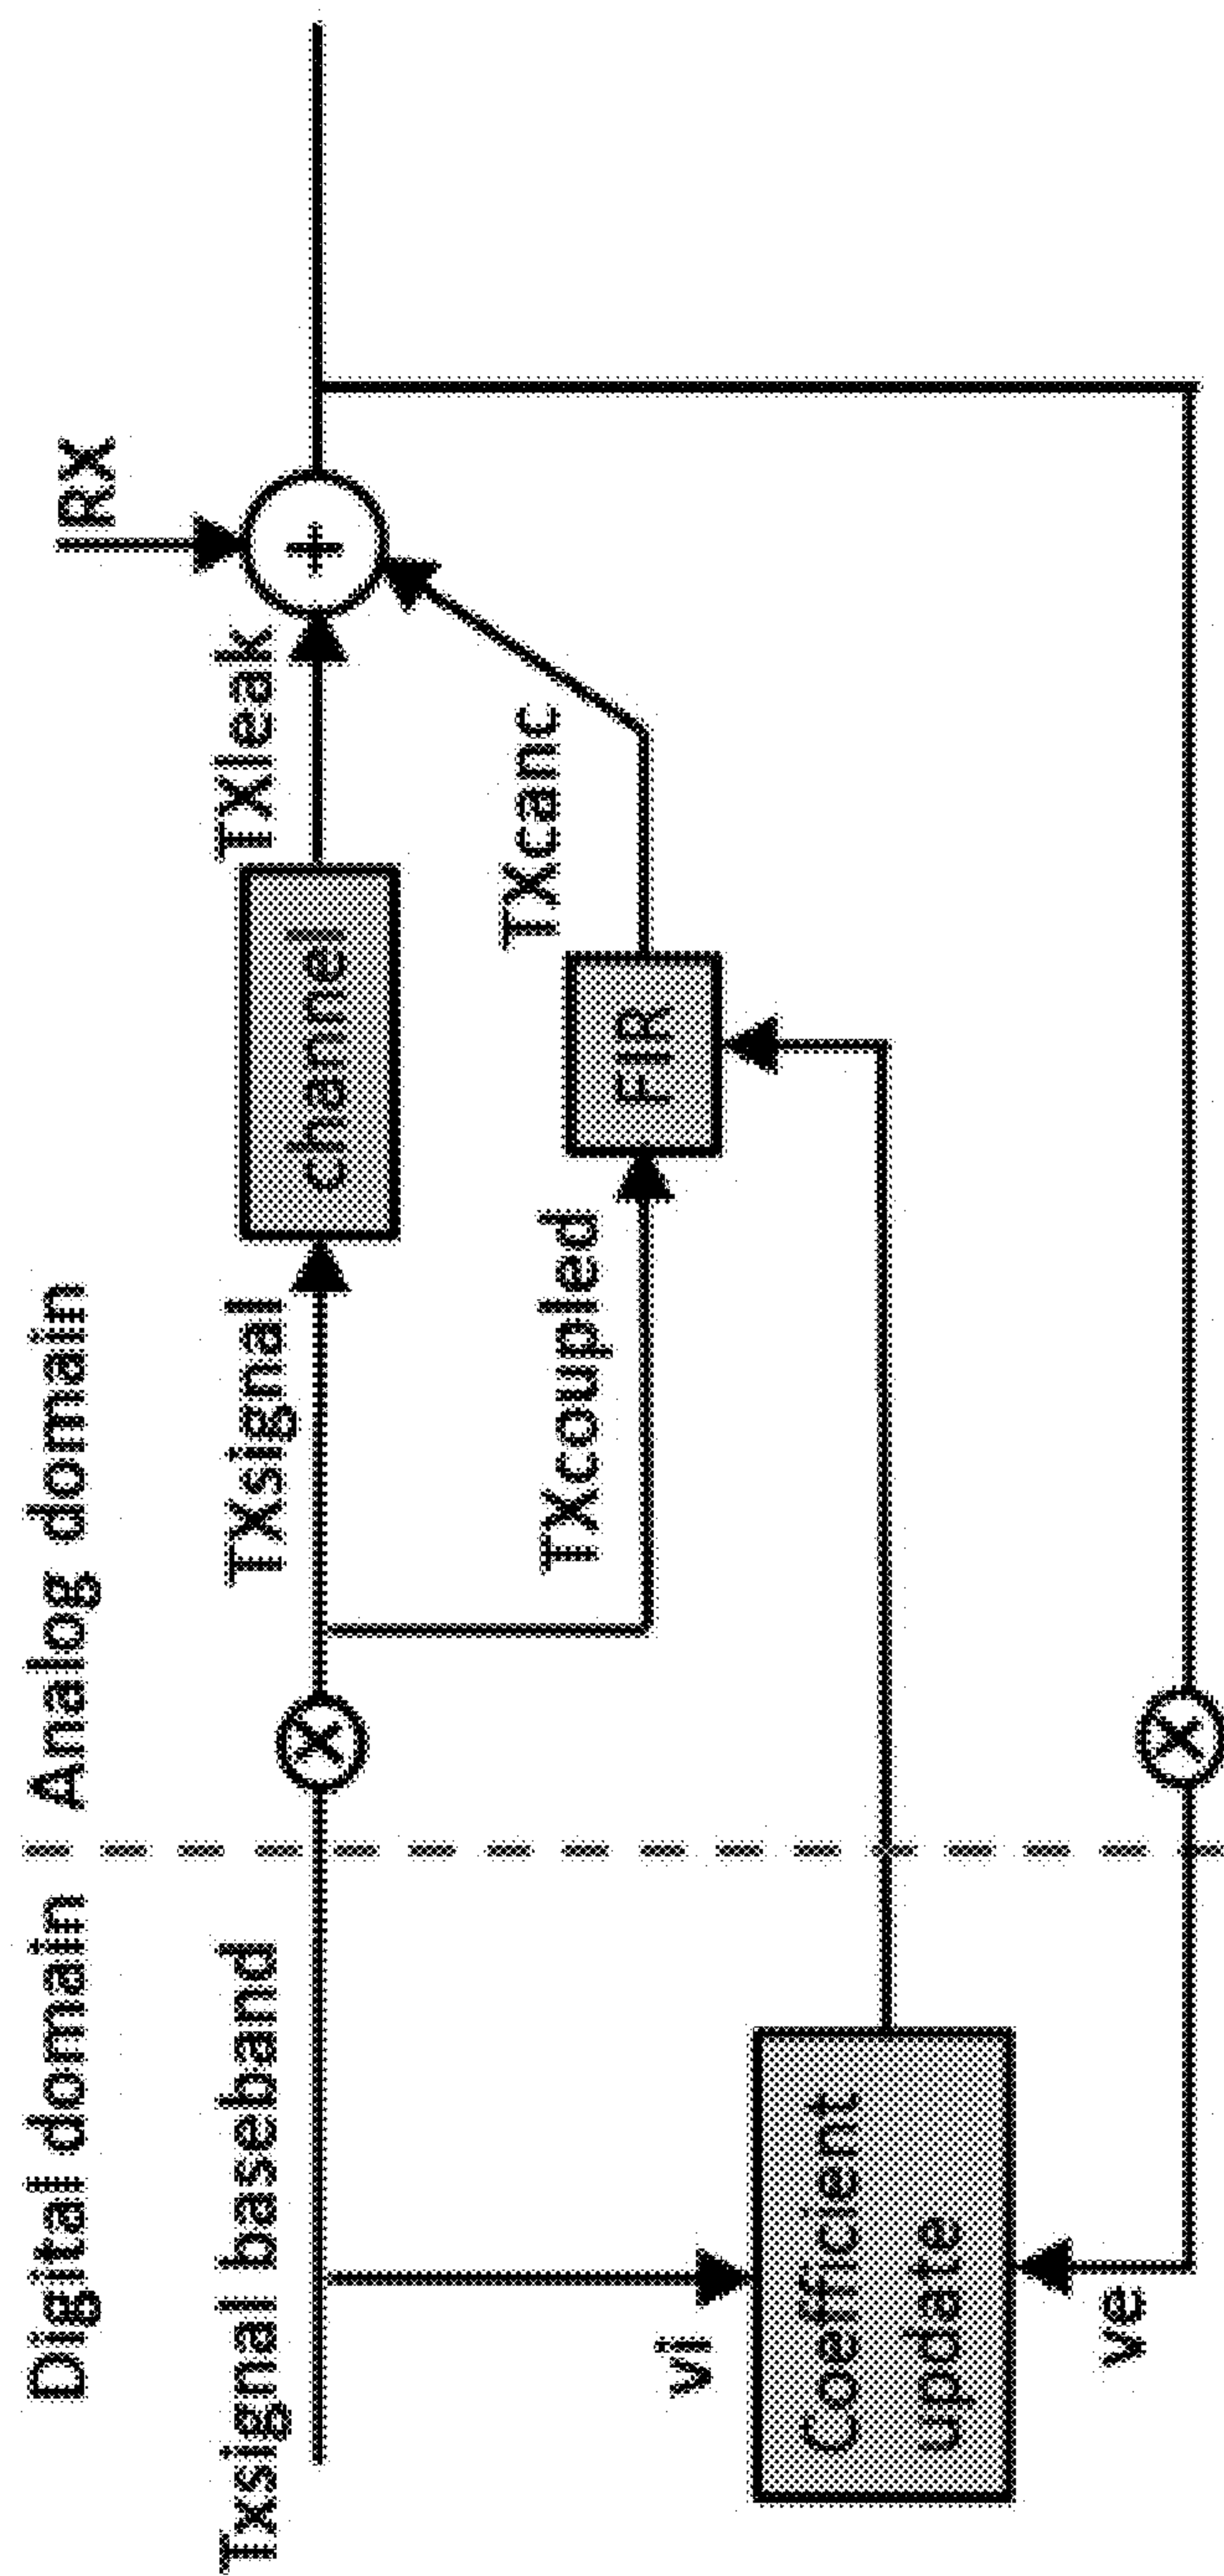 Digital domain
Analog domain
Txsignal baseband
TXsignal
channel
TXleak
RX
+
TXcoupled
FIR
TXcanc
X
X
vi
Coefficient
update
ve